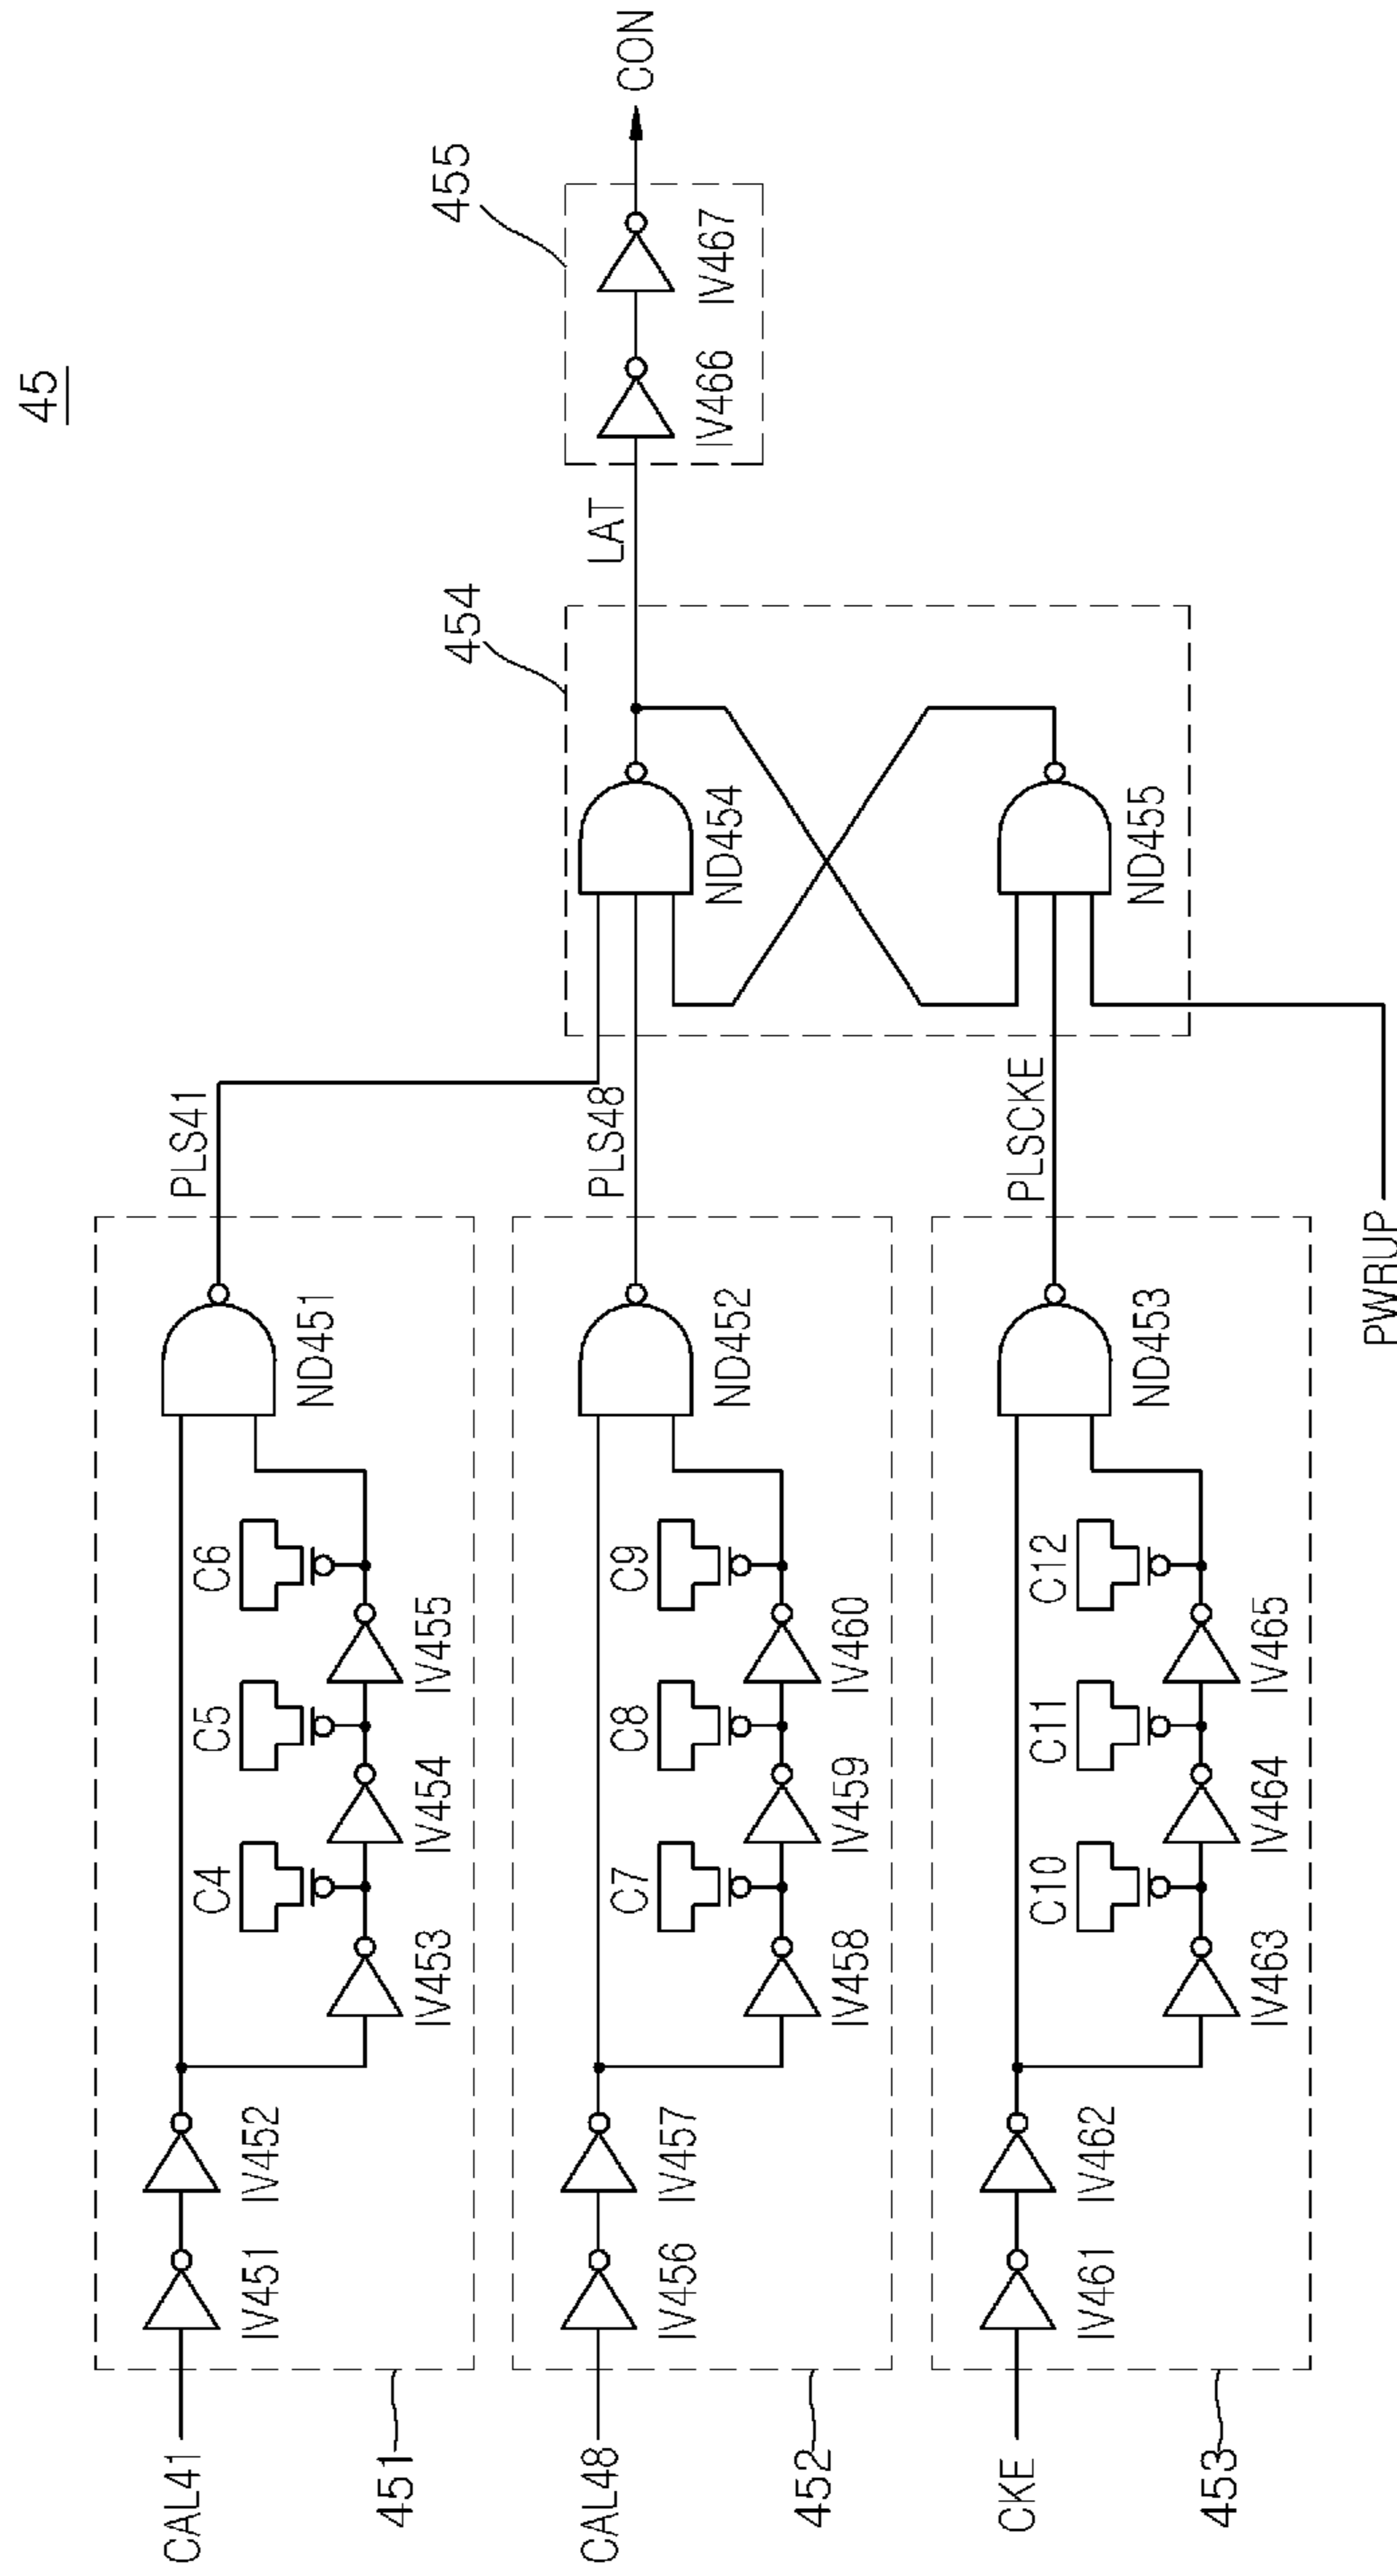 45
CAL41
451
IV451
IV452
IV453
C4
IV454
C5
IV455
C6
ND451
PLS41
CAL48
452
IV456
IV457
IV458
C7
IV459
C8
IV460
C9
ND452
PLS48
CKE
453
IV461
IV462
IV463
C10
IV464
C11
IV465
C12
ND453
PLSCKE
PWRUP
454
ND454
ND455
LAT
455
IV466
IV467
CON